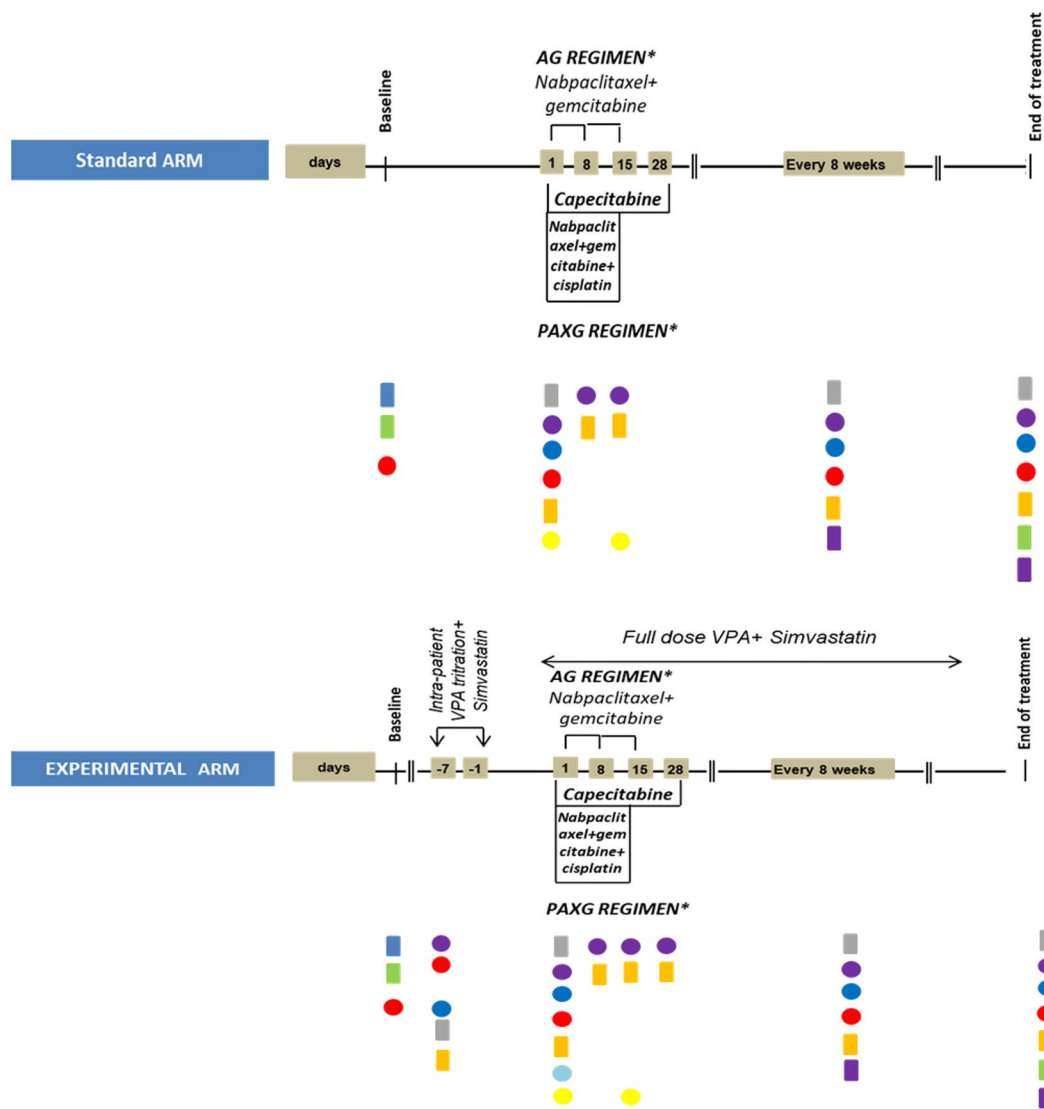 AG REGIMEN*
Nabpaclitaxel+
gemcitabine
Baseline
End of treatment
Standard ARM
days
1
8
15
28
Every 8 weeks
Capecitabine
Nabpaclit
axel+gem
citabine+
cisplatin
PAXG REGIMEN*
Intra-patient
VPA tritration+
Simvastatin
Full dose VPA+ Simvastatin
AG REGIMEN*
Nabpaclitaxel+
gemcitabine
Baseline
End of treatment
EXPERIMENTAL ARM
days
-7
-1
1
8
15
28
Every 8 weeks
Capecitabine
Nabpaclit
axel+gem
citabine+
cisplatin
PAXG REGIMEN*